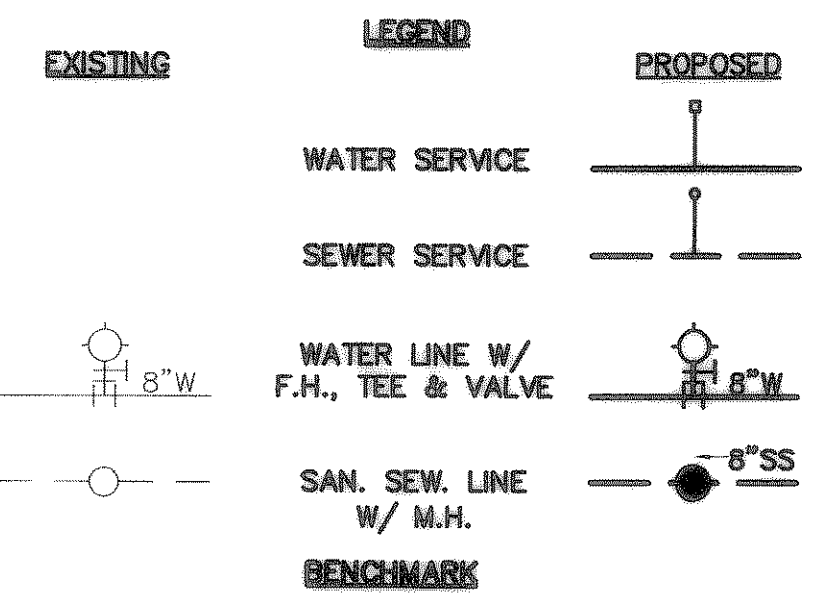 LEGEND
EXISTING
PROPOSED
WATER SERVICE
SEWER SERVICE
8"W
WATER LINE W/
F.H., TEE & VALVE
8"W
SAN. SEW. LINE
W/ M.H.
8"SS
BENCHMARK